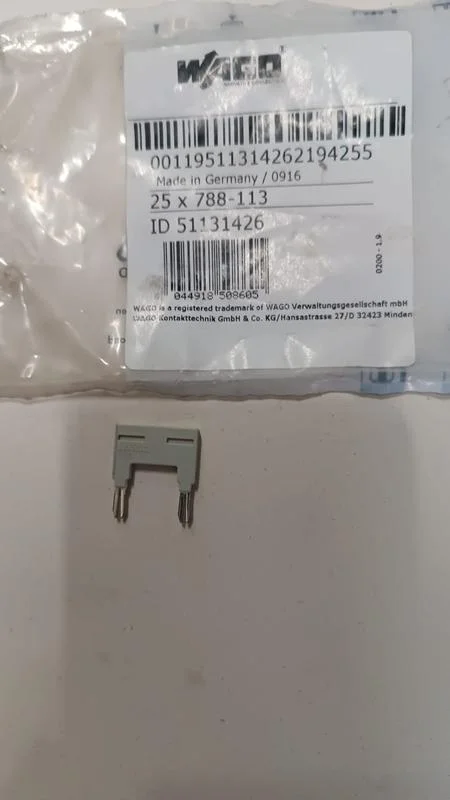 WAGO
00119511314262194255
Made in Germany / 0916
25 x 788-113
ID 51131426
0200 - 1.9
044918 508605
WAGO is a registered trademark of WAGO Verwaltungsgesellschaft mbH
WAGO Kontakttechnik GmbH & Co. KG/Hansastrasse 27/D 32423 Minden